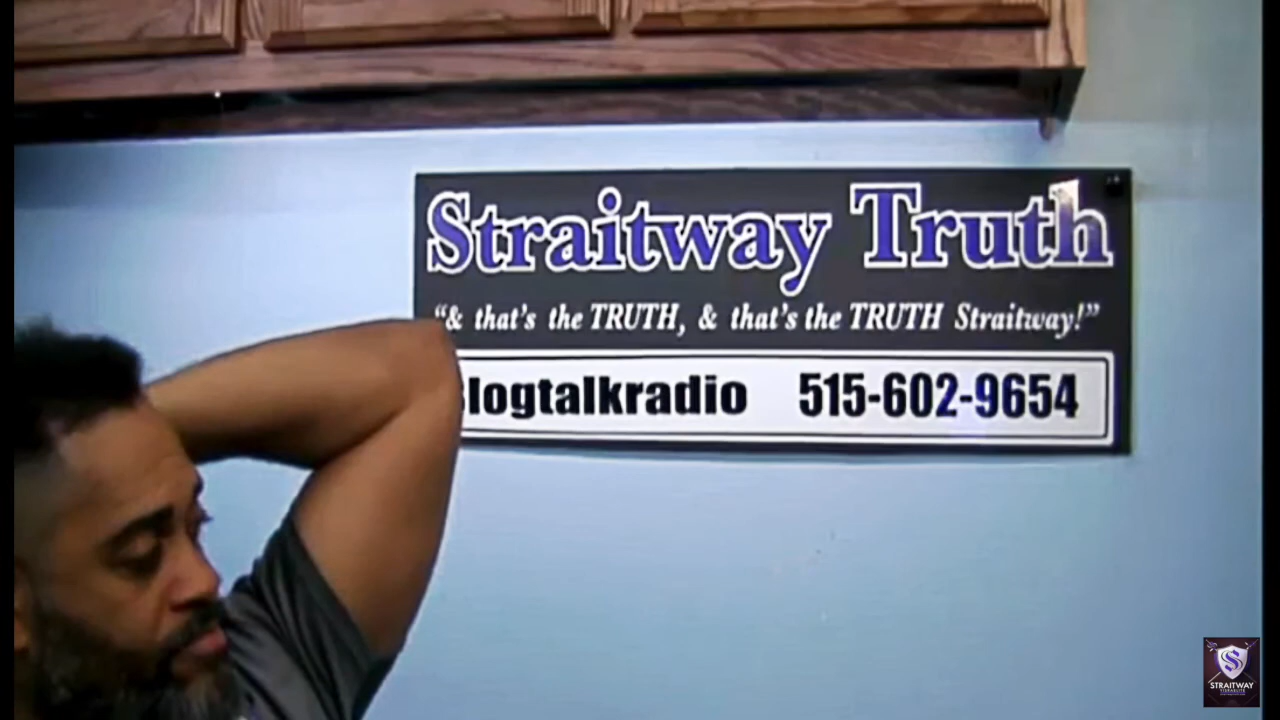 Straitway Truth
“& that's the TRUTH, & that's the TRUTH Straitway!”
logtalkradio 515-602-9654
STRAITWAY